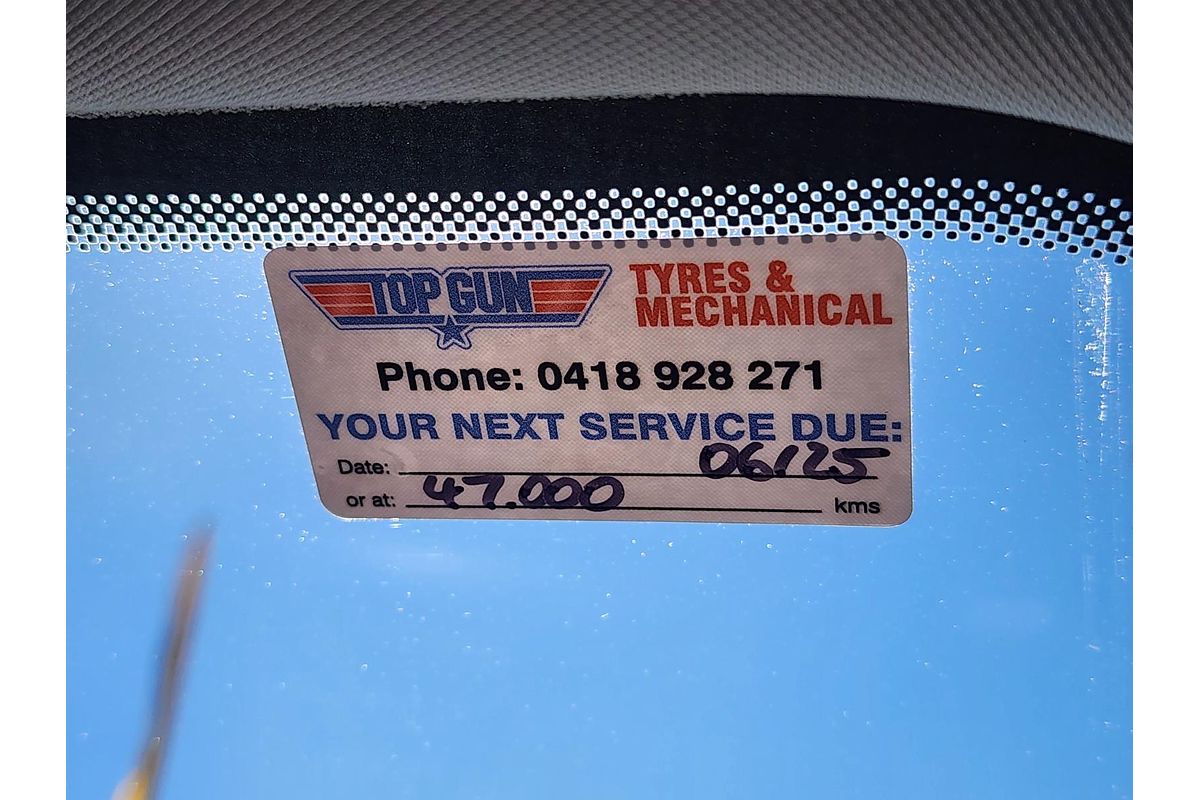 TOP GUN
TYRES &
MECHANICAL
Phone: 0418 928 271
YOUR NEXT SERVICE DUE:
Date: 06/25
or at: 47.000 kms